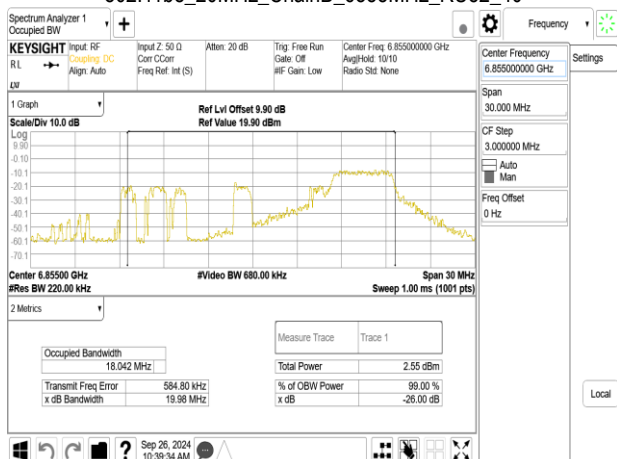 Spectrum Analyzer 1
Occupied BW
+
Frequency
KEYSIGHT
Input: RF
Coupling: DC
Align: Auto
Input Z: 50 Ω
Corr CCorr
Freq Ref: Int (S)
Atten: 20 dB
Trig: Free Run
Gate: Off
#IF Gain: Low
Center Freq: 6.855000000 GHz
Avg|Hold: 10/10
Radio Std: None
RL
LXI
Center Frequency
6.855000000 GHz
Settings
Span
30.000 MHz
CF Step
3.000000 MHz
Auto
Man
Freq Offset
0 Hz
1 Graph
Scale/Div 10.0 dB
Ref Lvl Offset 9.90 dB
Ref Value 19.90 dBm
Log
9.90
-0.10
-10.1
-20.1
-30.1
-40.1
-50.1
-60.1
-70.1
Center 6.85500 GHz
#Video BW 680.00 kHz
Span 30 MHz
#Res BW 220.00 kHz
Sweep 1.00 ms (1001 pts)
2 Metrics
Measure Trace
Trace 1
Occupied Bandwidth
18.042 MHz
Total Power
2.55 dBm
Transmit Freq Error
584.80 kHz
% of OBW Power
99.00 %
x dB Bandwidth
19.98 MHz
x dB
-26.00 dB
Local
?
Sep 26, 2024
10:39:34 AM